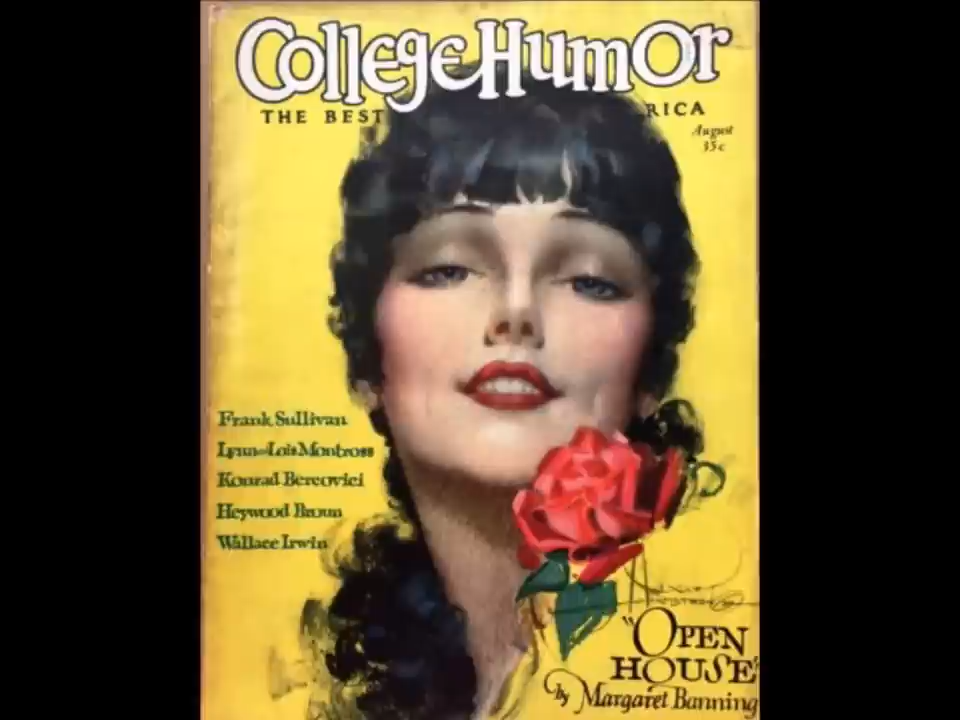 College Humor
THE BEST RICA
August
35c
Frank Sullivan
Lynn and Lois Montross
Konrad Bercovici
Heywood Broun
Wallace Irwin
"OPEN
HOUSE"
by Margaret Banning